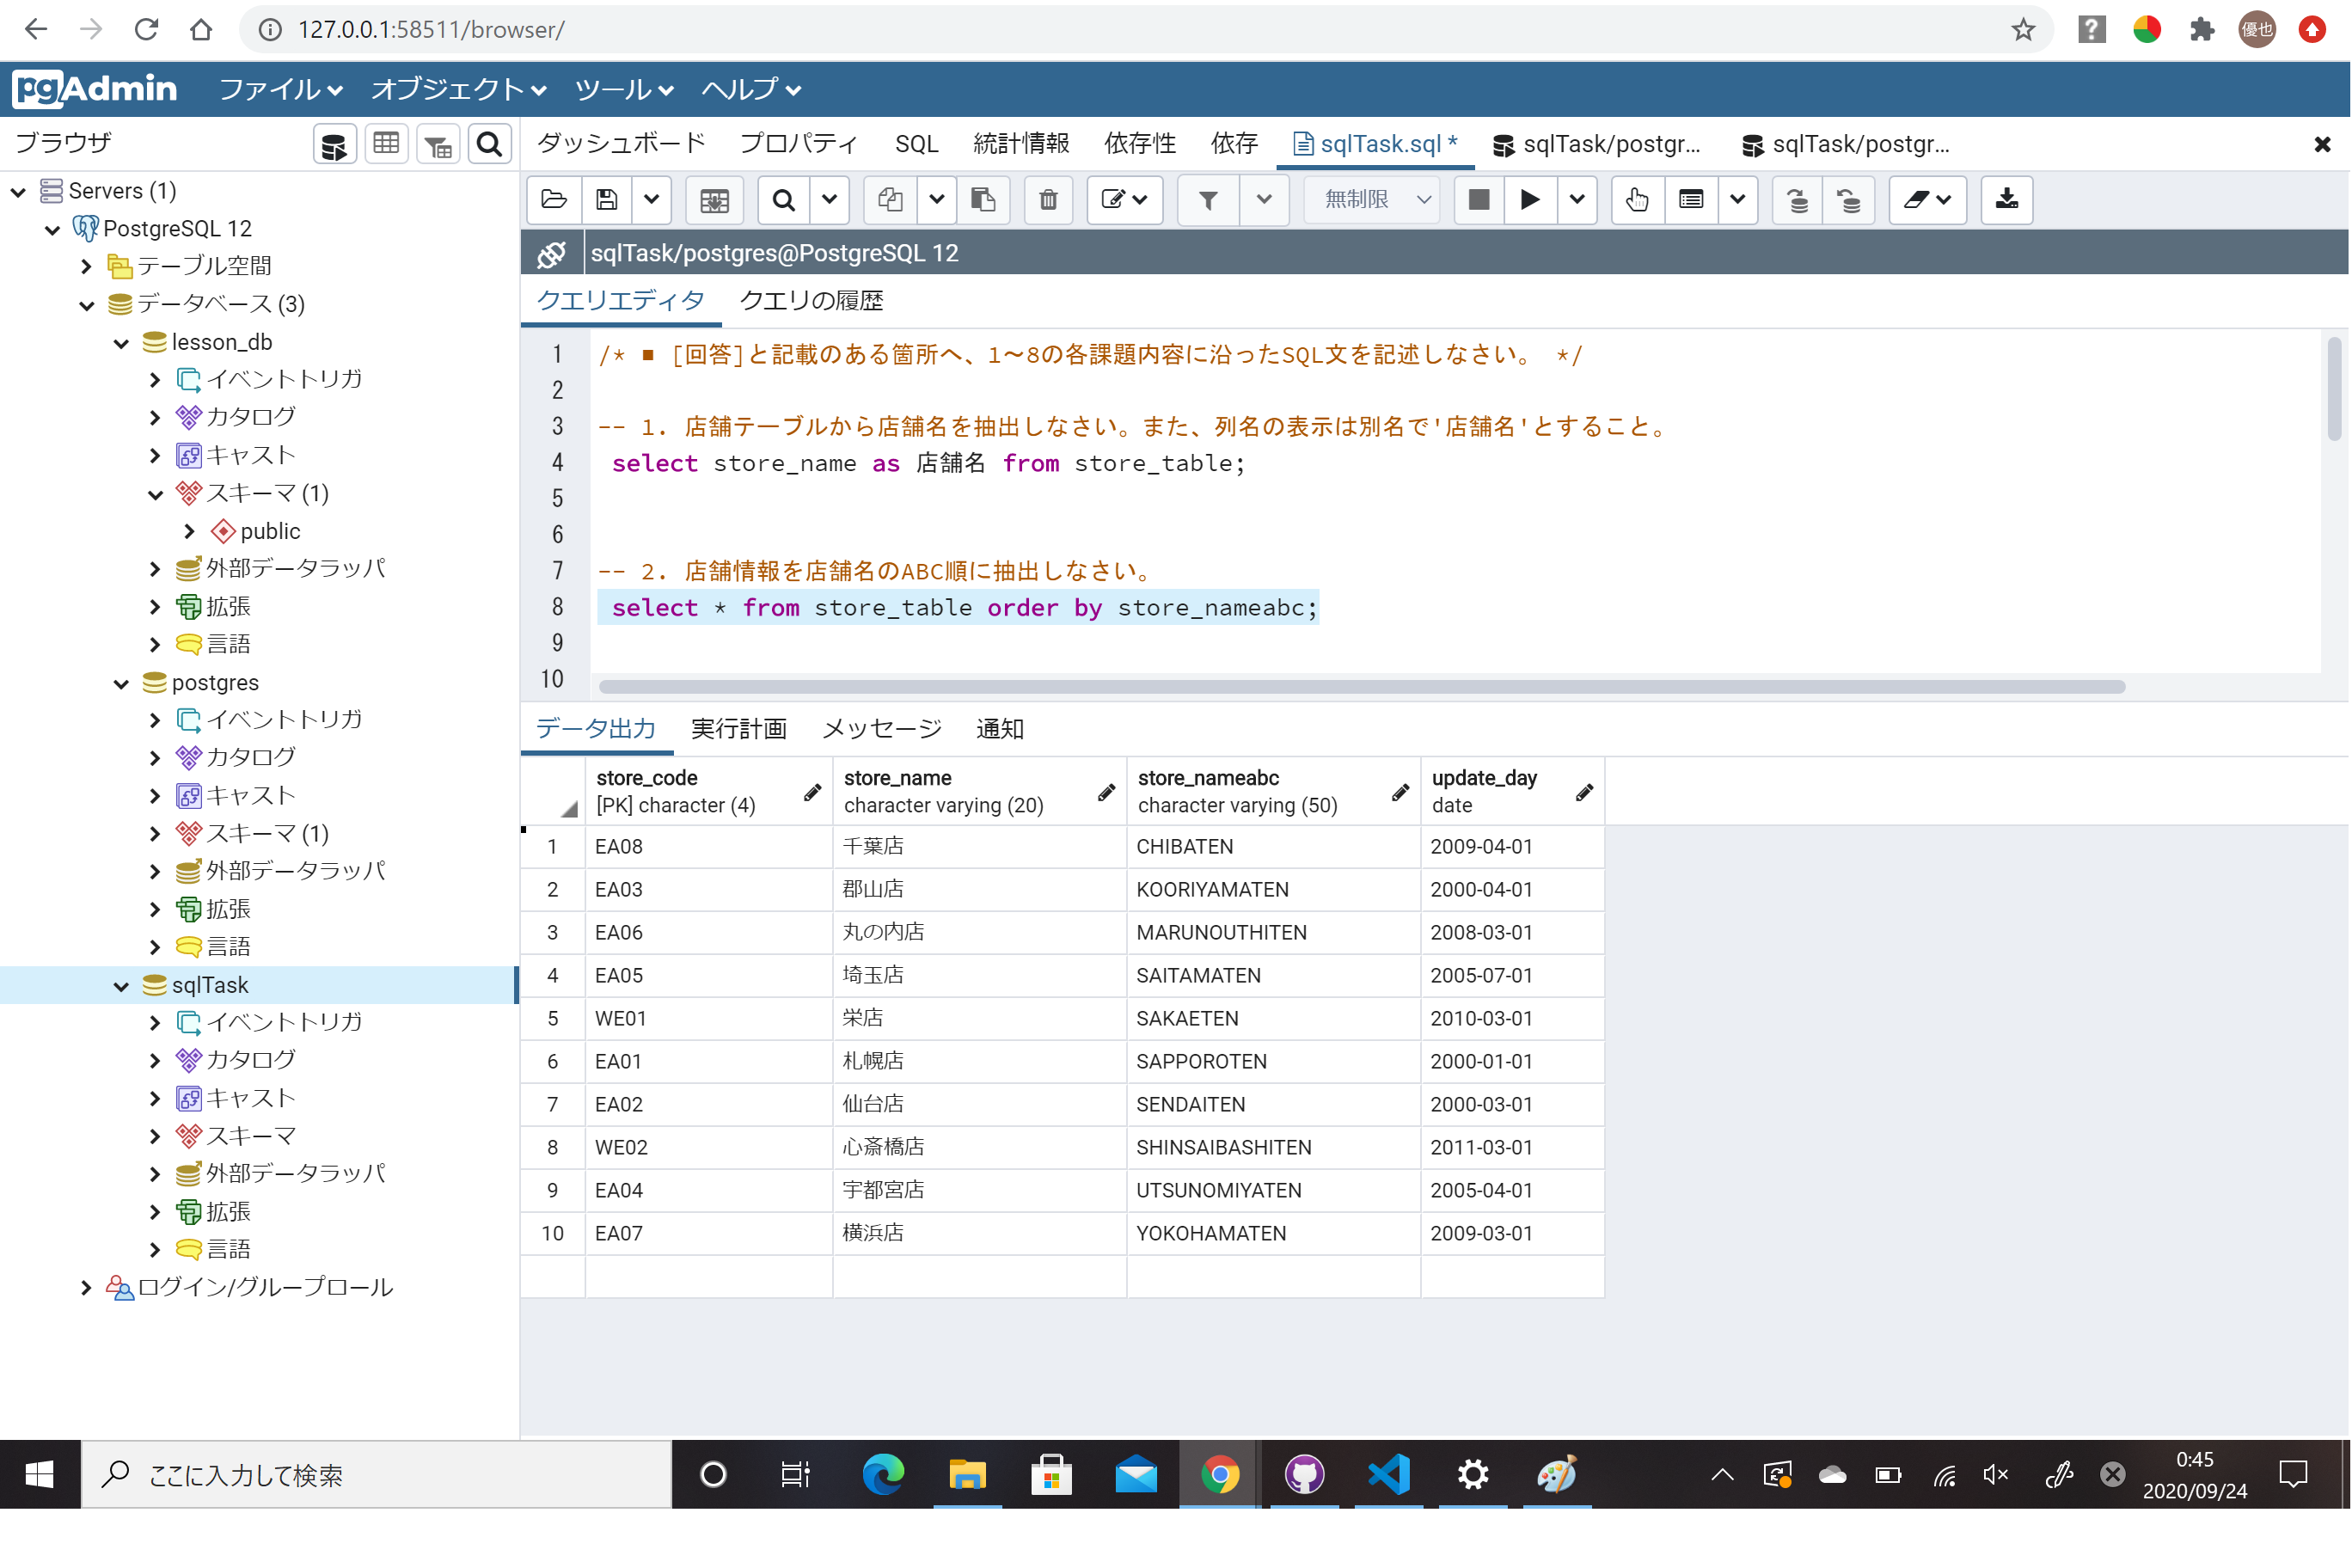 127.0.0.1:58511/browser/
優也
pgAdmin ファイル オブジェクト ツール ヘルプ
ブラウザ
ダッシュボード プロパティ SQL 統計情報 依存性 依存 sqlTask.sql * sqlTask/postgr... sqlTask/postgr...
Servers (1)
PostgreSQL 12
テーブル空間
データベース (3)
lesson_db
イベントトリガ
カタログ
キャスト
スキーマ (1)
public
外部データラッパ
拡張
言語
postgres
イベントトリガ
カタログ
キャスト
スキーマ (1)
外部データラッパ
拡張
言語
sqlTask
イベントトリガ
カタログ
キャスト
スキーマ
外部データラッパ
拡張
言語
ログイン/グループロール
無制限
sqlTask/postgres@PostgreSQL 12
クエリエディタ クエリの履歴
1 /* ■ [回答]と記載のある箇所へ、1〜8の各課題内容に沿ったSQL文を記述しなさい。 */
2
3 -- 1. 店舗テーブルから店舗名を抽出しなさい。また、列名の表示は別名で'店舗名'とすること。
4 select store_name as 店舗名 from store_table;
5
6
7 -- 2. 店舗情報を店舗名のABC順に抽出しなさい。
8 select * from store_table order by store_nameabc;
9
10
データ出力 実行計画 メッセージ 通知
store_code store_name store_nameabc update_day
[PK] character (4) character varying (20) character varying (50) date
1 EA08 千葉店 CHIBATEN 2009-04-01
2 EA03 郡山店 KOORIYAMATEN 2000-04-01
3 EA06 丸の内店 MARUNOUTHITEN 2008-03-01
4 EA05 埼玉店 SAITAMATEN 2005-07-01
5 WE01 栄店 SAKAETEN 2010-03-01
6 EA01 札幌店 SAPPOROTEN 2000-01-01
7 EA02 仙台店 SENDAITEN 2000-03-01
8 WE02 心斎橋店 SHINSAIBASHITEN 2011-03-01
9 EA04 宇都宮店 UTSUNOMIYATEN 2005-04-01
10 EA07 横浜店 YOKOHAMATEN 2009-03-01
ここに入力して検索
0:45
2020/09/24